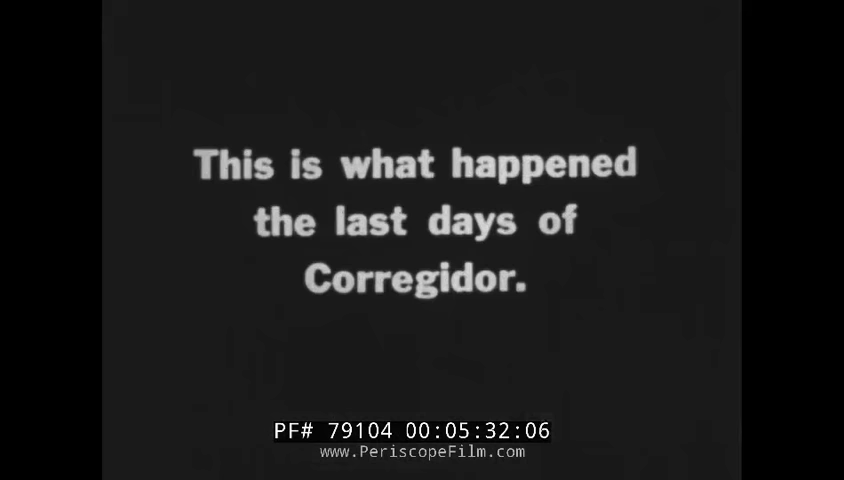 This is what happened
the last days of
Corregidor.
PF# 79104 00:05:32:06
www.PeriscopeFilm.com